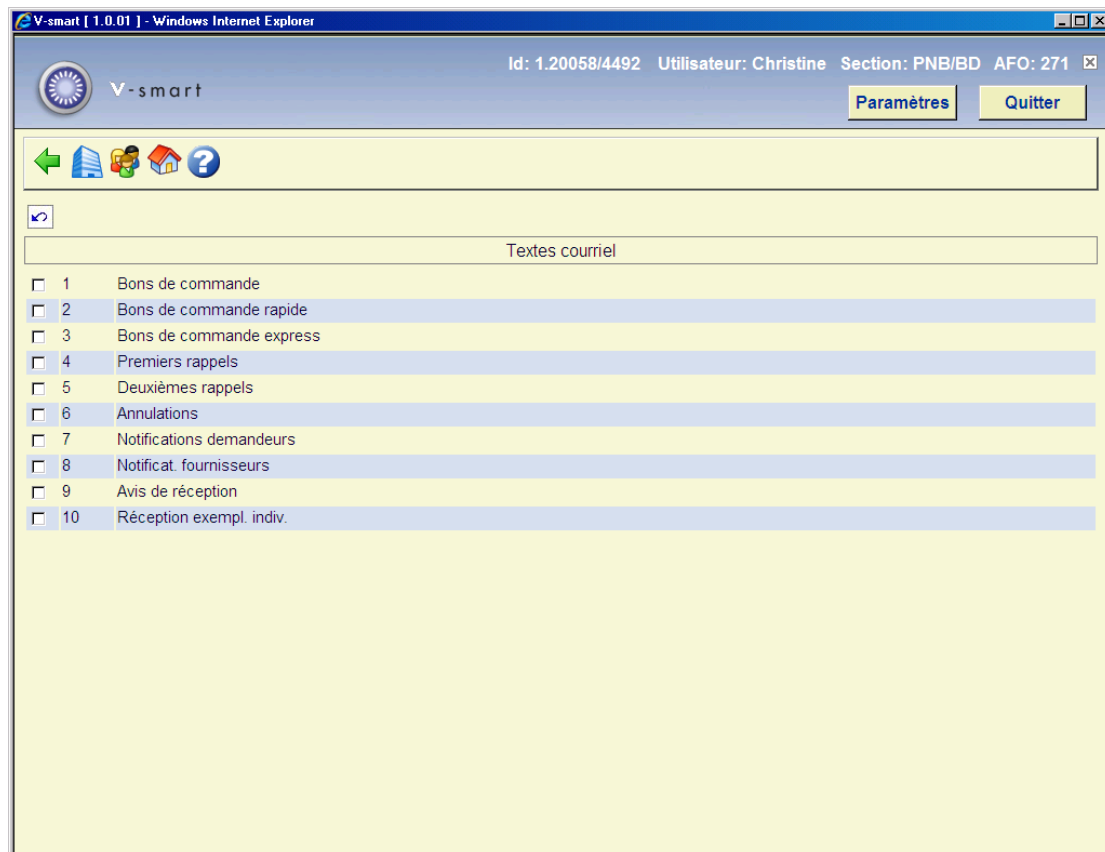 V-smart [ 1.0.01 ] - Windows Internet Explorer
Id: 1.20058/4492 Utilisateur: Christine Section: PNB/BD AFO: 271
V-smart
Paramètres Quitter
Textes courriel
1 Bons de commande
2 Bons de commande rapide
3 Bons de commande express
4 Premiers rappels
5 Deuxièmes rappels
6 Annulations
7 Notifications demandeurs
8 Notificat. fournisseurs
9 Avis de réception
10 Réception exempl. indiv.